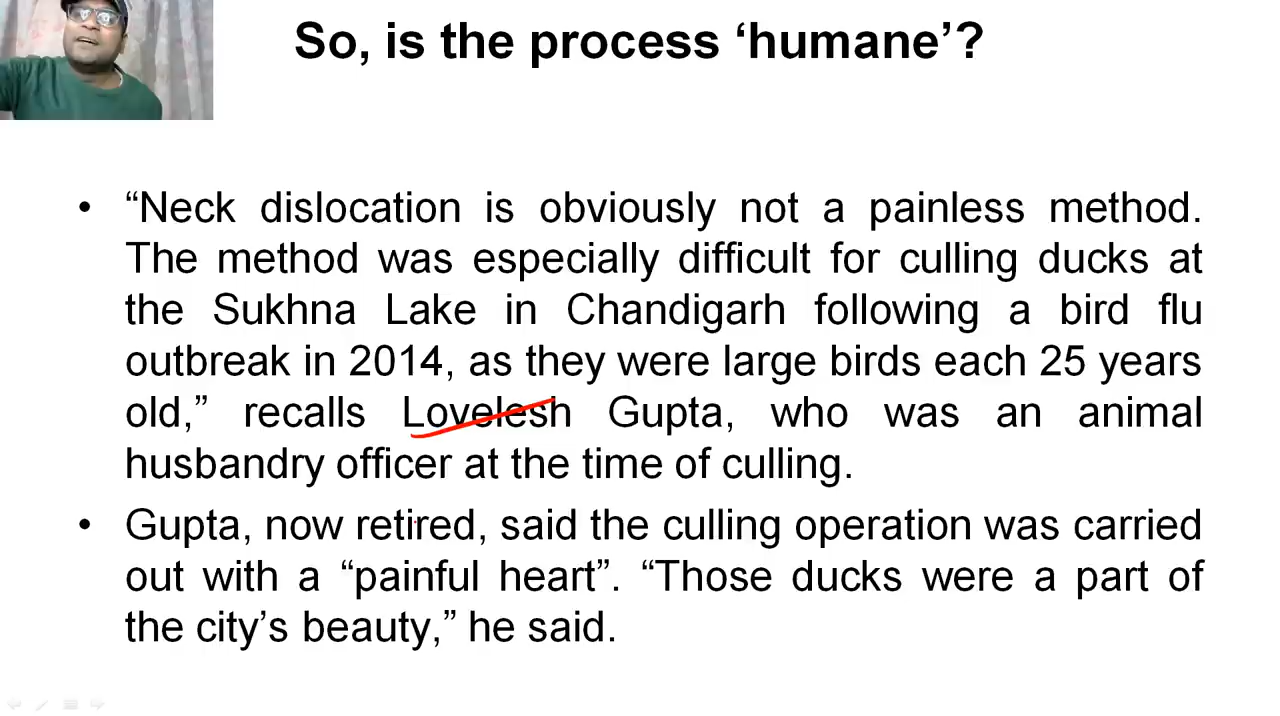 So, is the process ‘humane’?
• “Neck dislocation is obviously not a painless method.
The method was especially difficult for culling ducks at
the Sukhna Lake in Chandigarh following a bird flu
outbreak in 2014, as they were large birds each 25 years
old,” recalls Lovelesh Gupta, who was an animal
husbandry officer at the time of culling.
• Gupta, now retired, said the culling operation was carried
out with a “painful heart”. “Those ducks were a part of
the city’s beauty,” he said.